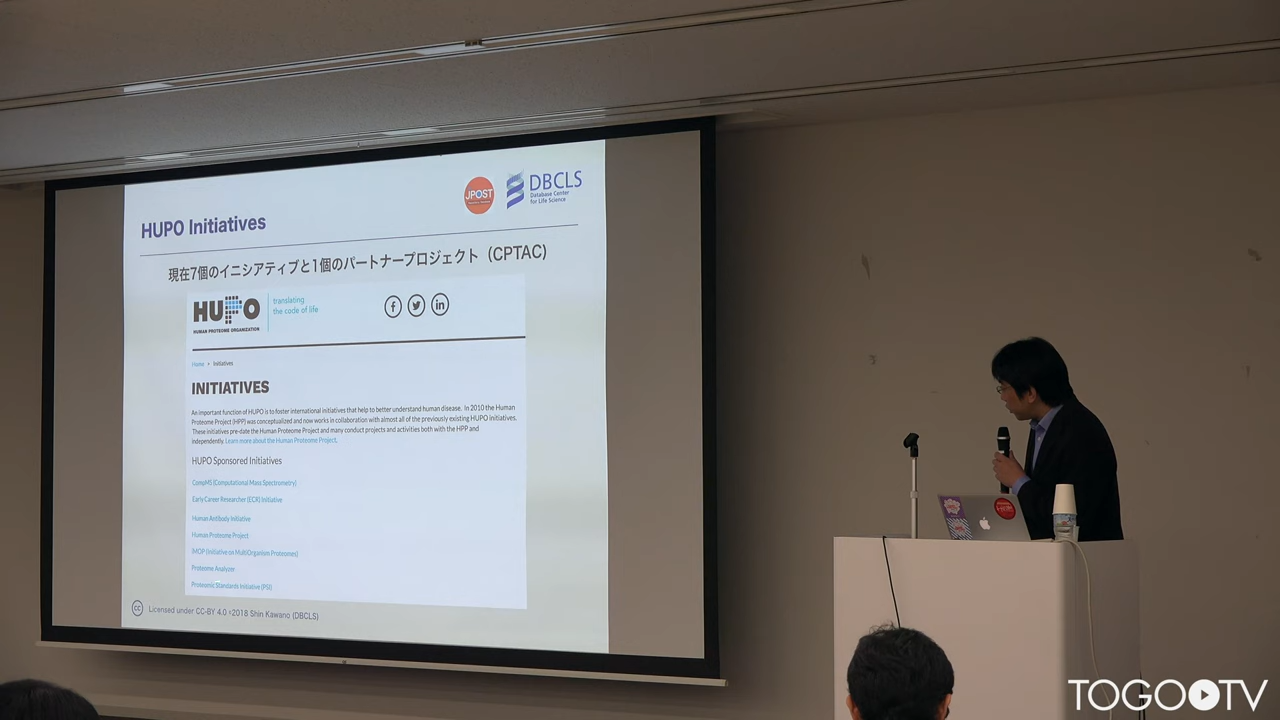 HUPO Initiatives
JPOST
DBCLS
Database Center
for Life Science
現在7個のイニシアティブと1個のパートナープロジェクト（CPTAC)
HUPO
HUMAN PROTEOME ORGANIZATION
translating
the code of life
Home • Initiatives
INITIATIVES
An important function of HUPO is to foster international initiatives that help to better understand human disease. In 2010 the Human
Proteome Project (HPP) was conceptualized and now works in collaboration with almost all of the previously existing HUPO initiatives.
These initiatives pre-date the Human Proteome Project and many conduct projects and activities both with the HPP and
independently. Learn more about the Human Proteome Project.
HUPO Sponsored Initiatives
CompMS (Computational Mass Spectrometry)
Early Career Researcher (ECR) Initiative
Human Antibody Initiative
Human Proteome Project
iMOP (Initiative on MultiOrganism Proteomes)
Proteome Analyzer
Proteomic Standards Initiative (PSI)
cc Licensed under CC-BY 4.0 ©2018 Shin Kawano (DBCLS)
TOGOTV